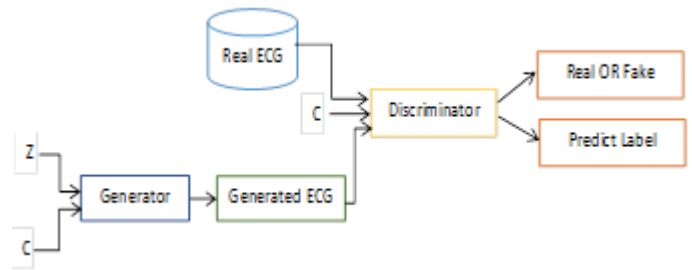 Real ECG
Real OR Fake
C
Discriminator
Predict Label
Z
Generator
Generated ECG
C